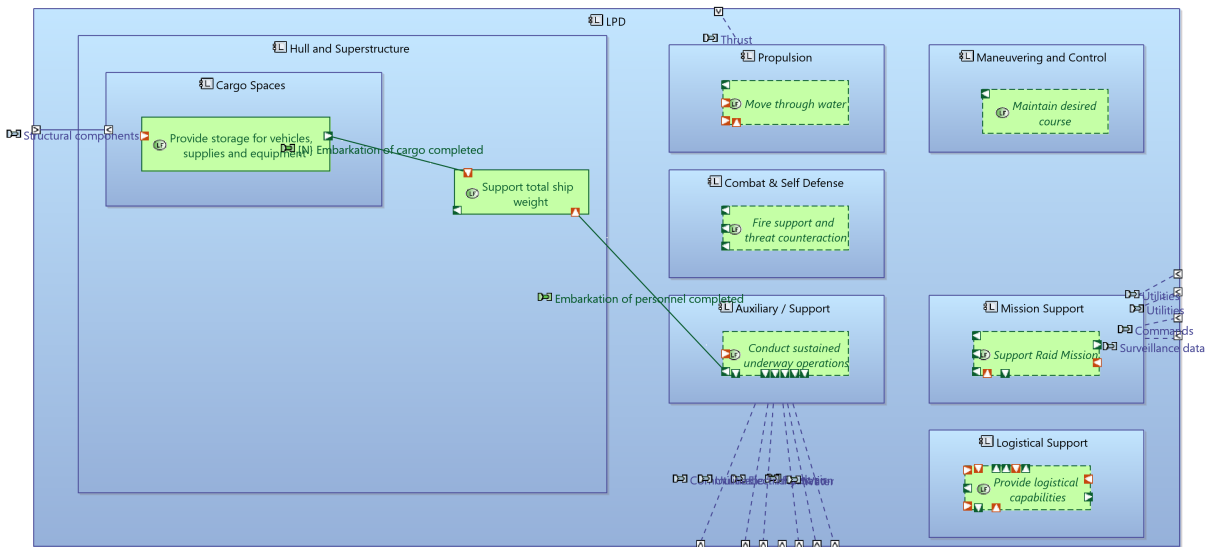 LPD
Hull and Superstructure
Cargo Spaces
Structural components
Provide storage for vehicles,
supplies and equipment
{N} Embarkation of cargo completed
Support total ship
weight
Embarkation of personnel completed
Thrust
Propulsion
Move through water
Maneuvering and Control
Maintain desired
course
Combat & Self Defense
Fire support and
threat counteraction
Auxiliary / Support
Conduct sustained
underway operations
Mission Support
Support Raid Mission
Utilities
Utilities
Commands
Surveillance data
Logistical Support
Provide logistical
capabilities